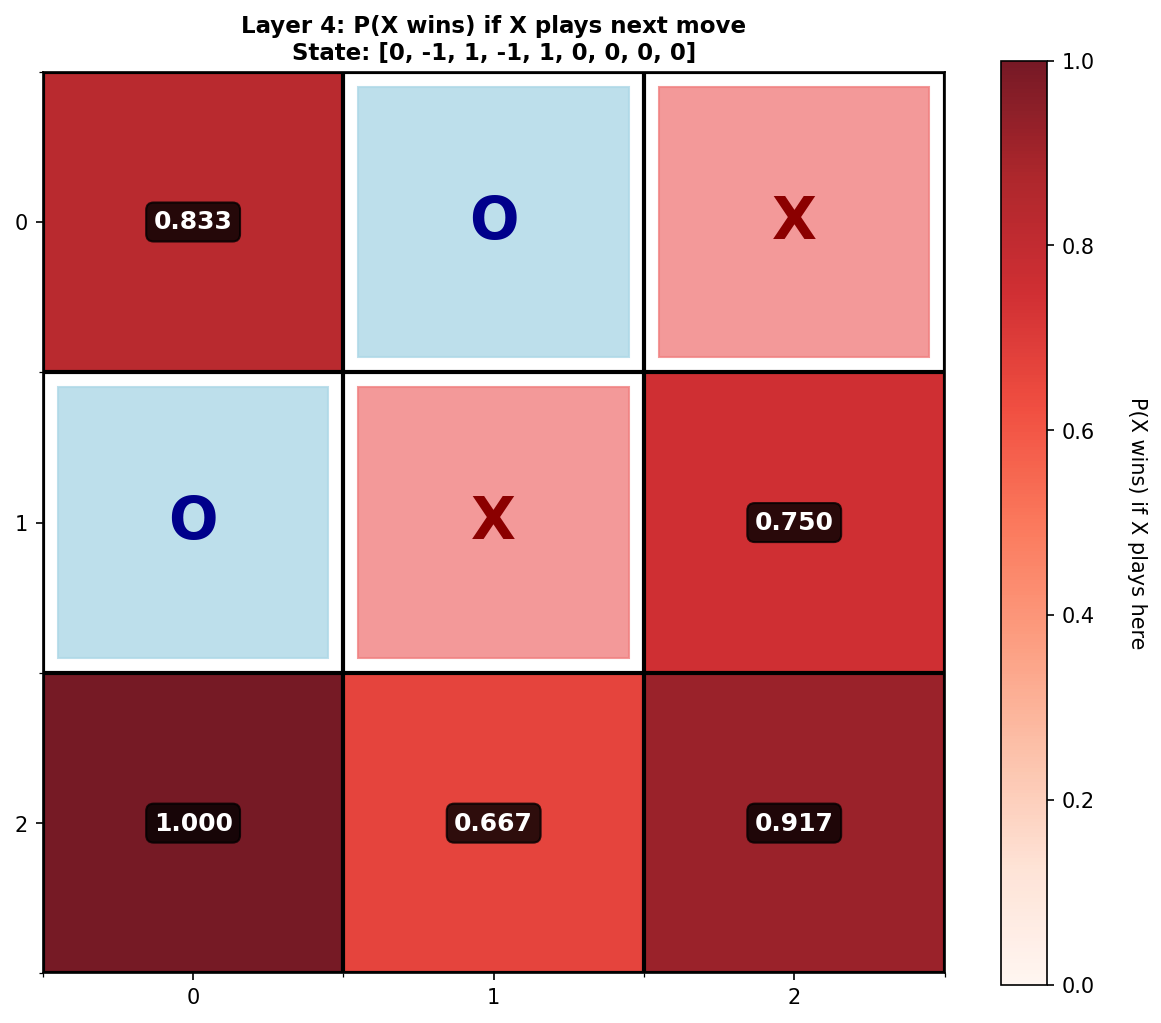 Layer 4: P(X wins) if X plays next move
State: [0, -1, 1, -1, 1, 0, 0, 0, 0]
0
0.833
O
X
1
O
X
0.750
2
1.000
0.667
0.917
0
1
2
1.0
0.8
0.6
0.4
0.2
0.0
P(X wins) if X plays here